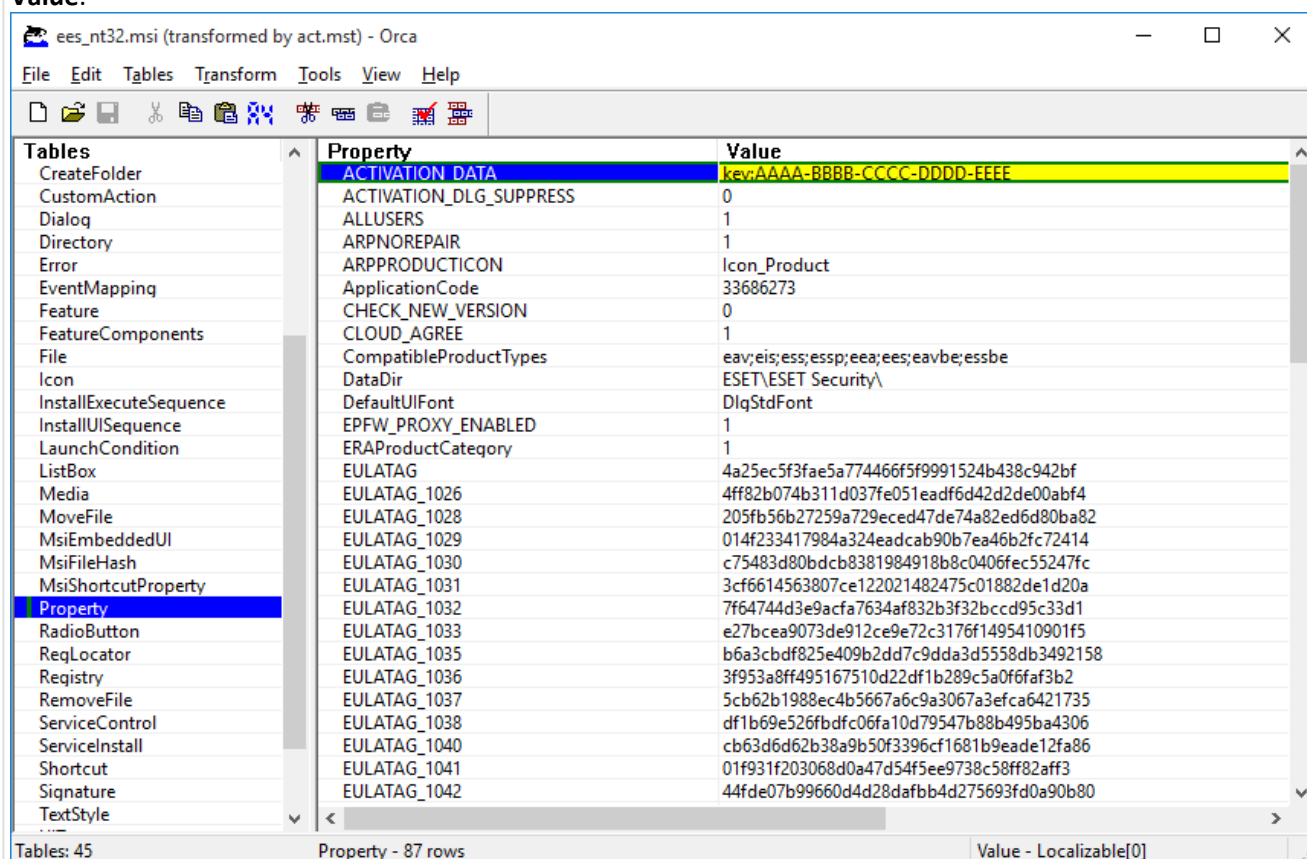 Value:
ees_nt32.msi (transformed by act.mst) - Orca
File Edit Tables Transform Tools View Help
Tables Property Value
CreateFolder ACTIVATION_DATA key:AAAA-BBBB-CCCC-DDDD-EEEE
CustomAction ACTIVATION_DLG_SUPPRESS 0
Dialog ALLUSERS 1
Directory ARPNOREPAIR 1
Error ARPPRODUCTICON Icon_Product
EventMapping ApplicationCode 33686273
Feature CHECK_NEW_VERSION 0
FeatureComponents CLOUD_AGREE 1
File CompatibleProductTypes eav;eis;ess;essp;eea;ees;eavbe;essbe
Icon DataDir ESET\ESET Security\
InstallExecuteSequence DefaultUIFont DlgStdFont
InstallUISequence EPFW_PROXY_ENABLED 1
LaunchCondition ERAProductCategory 1
ListBox EULATAG 4a25ec5f3fae5a774466f5f9991524b438c942bf
Media EULATAG_1026 4ff82b074b311d037fe051eadf6d42d2de00abf4
MoveFile EULATAG_1028 205fb56b27259a729eced47de74a82ed6d80ba82
MsiEmbeddedUI EULATAG_1029 014f233417984a324eadcab90b7ea46b2fc72414
MsiFileHash EULATAG_1030 c75483d80bdcb8381984918b8c0406fec55247fc
MsiShortcutProperty EULATAG_1031 3cf6614563807ce122021482475c01882de1d20a
Property EULATAG_1032 7f64744d3e9acfa7634af832b3f32bccd95c33d1
RadioButton EULATAG_1033 e27bcea9073de912ce9e72c3176f1495410901f5
RegLocator EULATAG_1035 b6a3cbdf825e409b2dd7c9dda3d5558db3492158
Registry EULATAG_1036 3f953a8ff495167510d22df1b289c5a0f6faf3b2
RemoveFile EULATAG_1037 5cb62b1988ec4b5667a6c9a3067a3efca6421735
ServiceControl EULATAG_1038 df1b69e526fbdfc06fa10d79547b88b495ba4306
ServiceInstall EULATAG_1040 cb63d6d62b38a9b50f3396cf1681b9eade12fa86
Shortcut EULATAG_1041 01f931f203068d0a47d54f5ee9738c58ff82aff3
Signature EULATAG_1042 44fde07b99660d4d28dafbb4d275693fd0a90b80
TextStyle
Tables: 45 Property - 87 rows Value - Localizable[0]